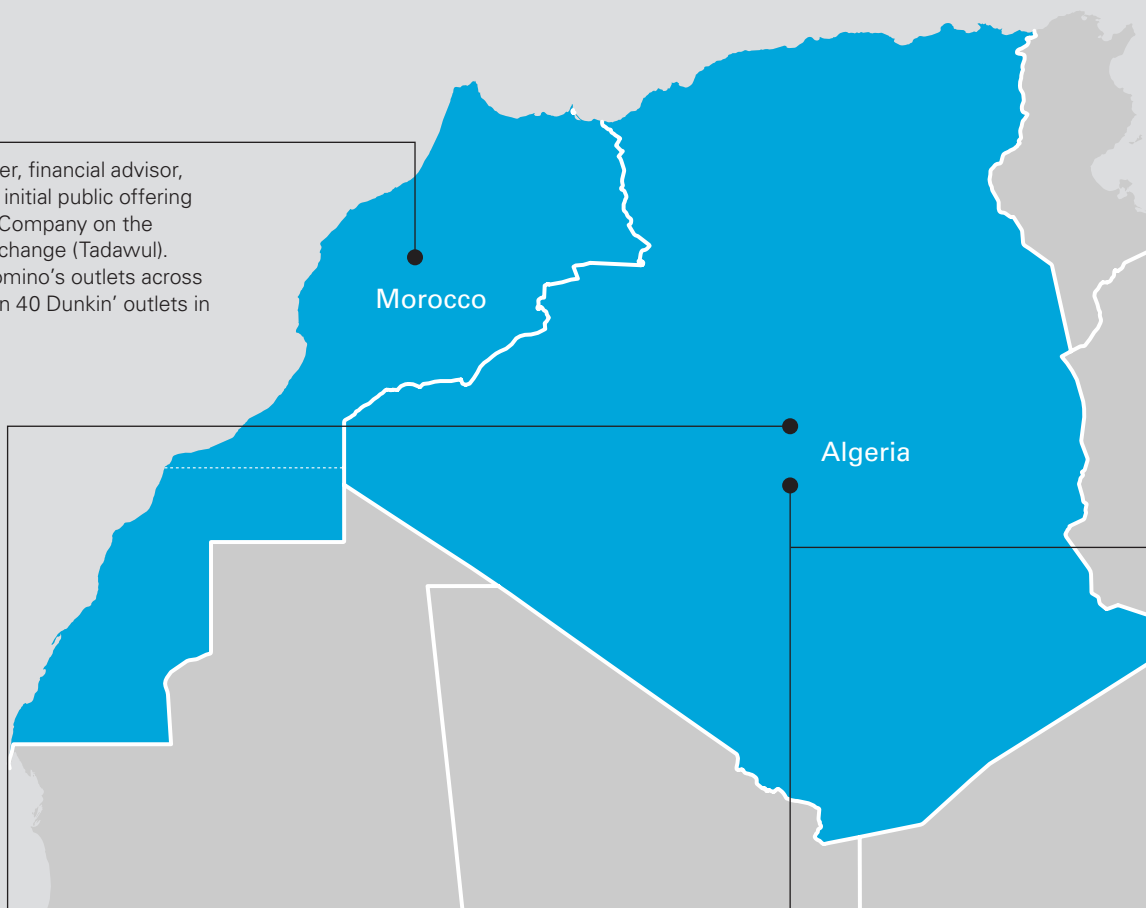 er, financial advisor,
initial public offering
Company on the
change (Tadawul).
omino's outlets across
n 40 Dunkin' outlets in
Morocco
Algeria